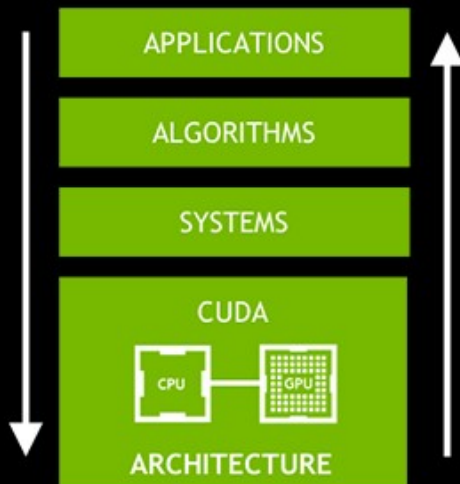 APPLICATIONS
ALGORITHMS
SYSTEMS
CUDA
CPU GPU
ARCHITECTURE